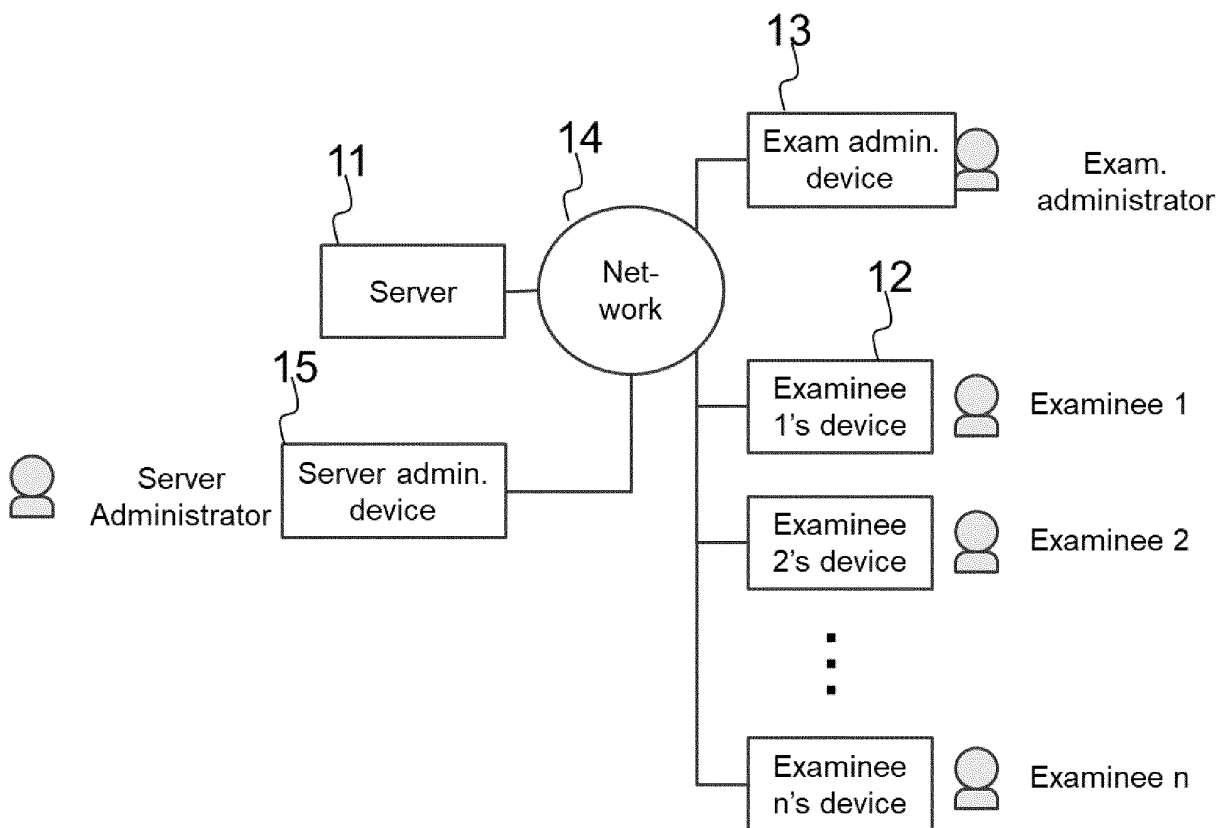 13
Exam admin.
device
Exam.
administrator
14
11
Net-
work
Server
12
15
Examinee
1's device
Examinee 1
Server admin.
device
Server
Administrator
Examinee
2's device
Examinee 2
Examinee
n's device
Examinee n